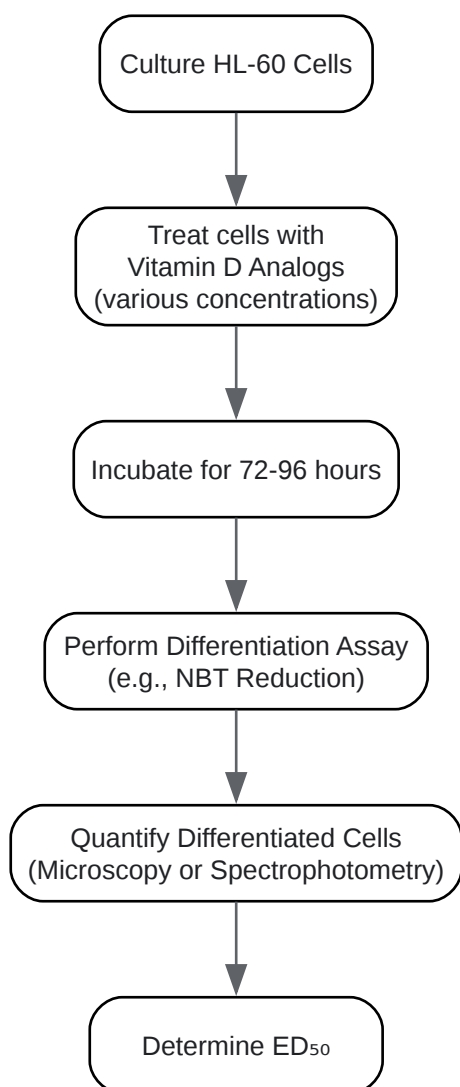 Culture HL-60 Cells
Treat cells with
Vitamin D Analogs
(various concentrations)
Incubate for 72-96 hours
Perform Differentiation Assay
(e.g., NBT Reduction)
Quantify Differentiated Cells
(Microscopy or Spectrophotometry)
Determine ED₅₀